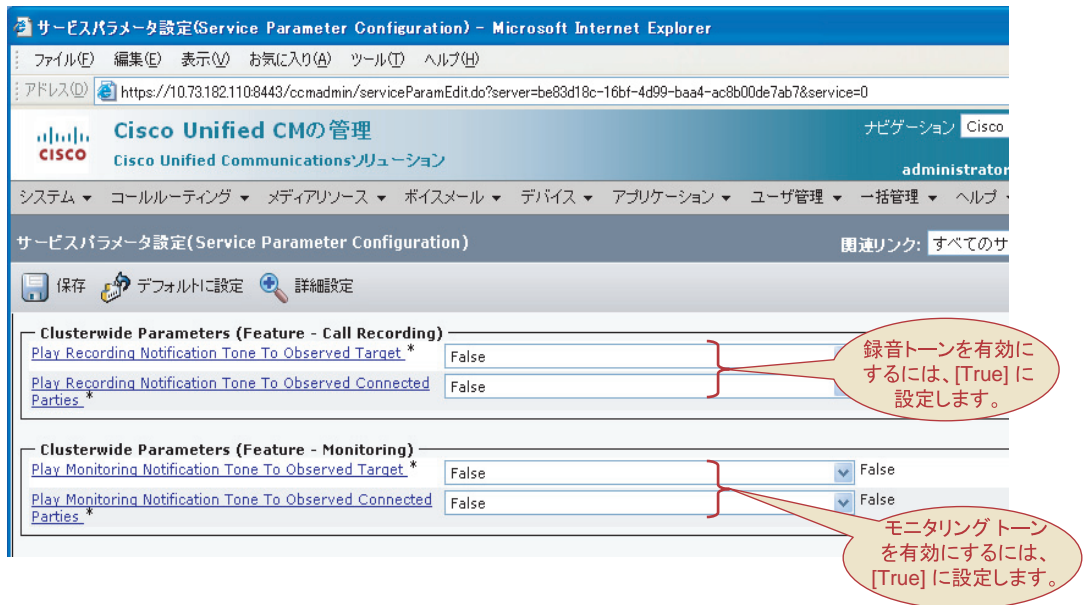 サービスパラメータ設定(Service Parameter Configuration) - Microsoft Internet Explorer
ファイル(F) 編集(E) 表示(V) お気に入り(A) ツール(T) ヘルプ(H)
アドレス(D) https://10.73.182.110:8443/ccmadmin/serviceParamEdit.do?server=be83d18c-16bf-4d99-baa4-ac8b00de7ab7&service=0
CISCO
Cisco Unified CMの管理
Cisco Unified Communicationsソリューション
ナビゲーション Cisco
administrator
システム コールルーティング メディアリソース ボイスメール デバイス アプリケーション ユーザ管理 一括管理 ヘルプ
サービスパラメータ設定(Service Parameter Configuration)
関連リンク: すべてのサ
保存 デフォルトに設定 詳細設定
Clusterwide Parameters (Feature - Call Recording)
Play Recording Notification Tone To Observed Target *
False
Play Recording Notification Tone To Observed Connected
Parties *
False
録音トーンを有効に
するには、[True] に
設定します。
Clusterwide Parameters (Feature - Monitoring)
Play Monitoring Notification Tone To Observed Target *
False
False
Play Monitoring Notification Tone To Observed Connected
Parties *
False
False
モニタリング トーン
を有効にするには、
[True] に設定します。